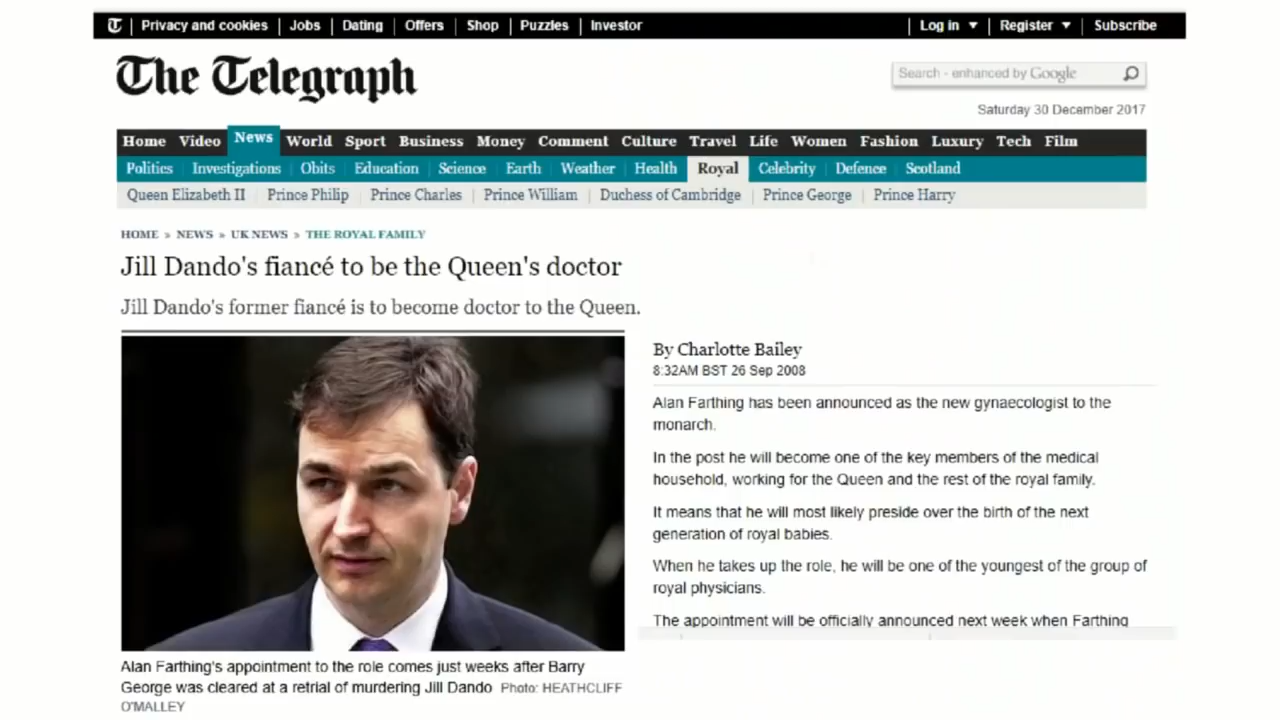 Privacy and cookies | Jobs | Dating | Offers | Shop | Puzzles | Investor | Log in | Register | Subscribe
The Telegraph
Search - enhanced by Google
Saturday 30 December 2017
Home Video News World Sport Business Money Comment Culture Travel Life Women Fashion Luxury Tech Film
Politics Investigations Obits Education Science Earth Weather Health Royal Celebrity Defence Scotland
Queen Elizabeth II Prince Philip Prince Charles Prince William Duchess of Cambridge Prince George Prince Harry
HOME » NEWS » UK NEWS » THE ROYAL FAMILY
Jill Dando's fiancé to be the Queen's doctor
Jill Dando's former fiancé is to become doctor to the Queen.
Alan Farthing's appointment to the role comes just weeks after Barry
George was cleared at a retrial of murdering Jill Dando Photo: HEATHCLIFF
O'MALLEY
By Charlotte Bailey
8:32AM BST 26 Sep 2008
Alan Farthing has been announced as the new gynaecologist to the
monarch.
In the post he will become one of the key members of the medical
household, working for the Queen and the rest of the royal family.
It means that he will most likely preside over the birth of the next
generation of royal babies.
When he takes up the role, he will be one of the youngest of the group of
royal physicians.
The appointment will be officially announced next week when Farthing